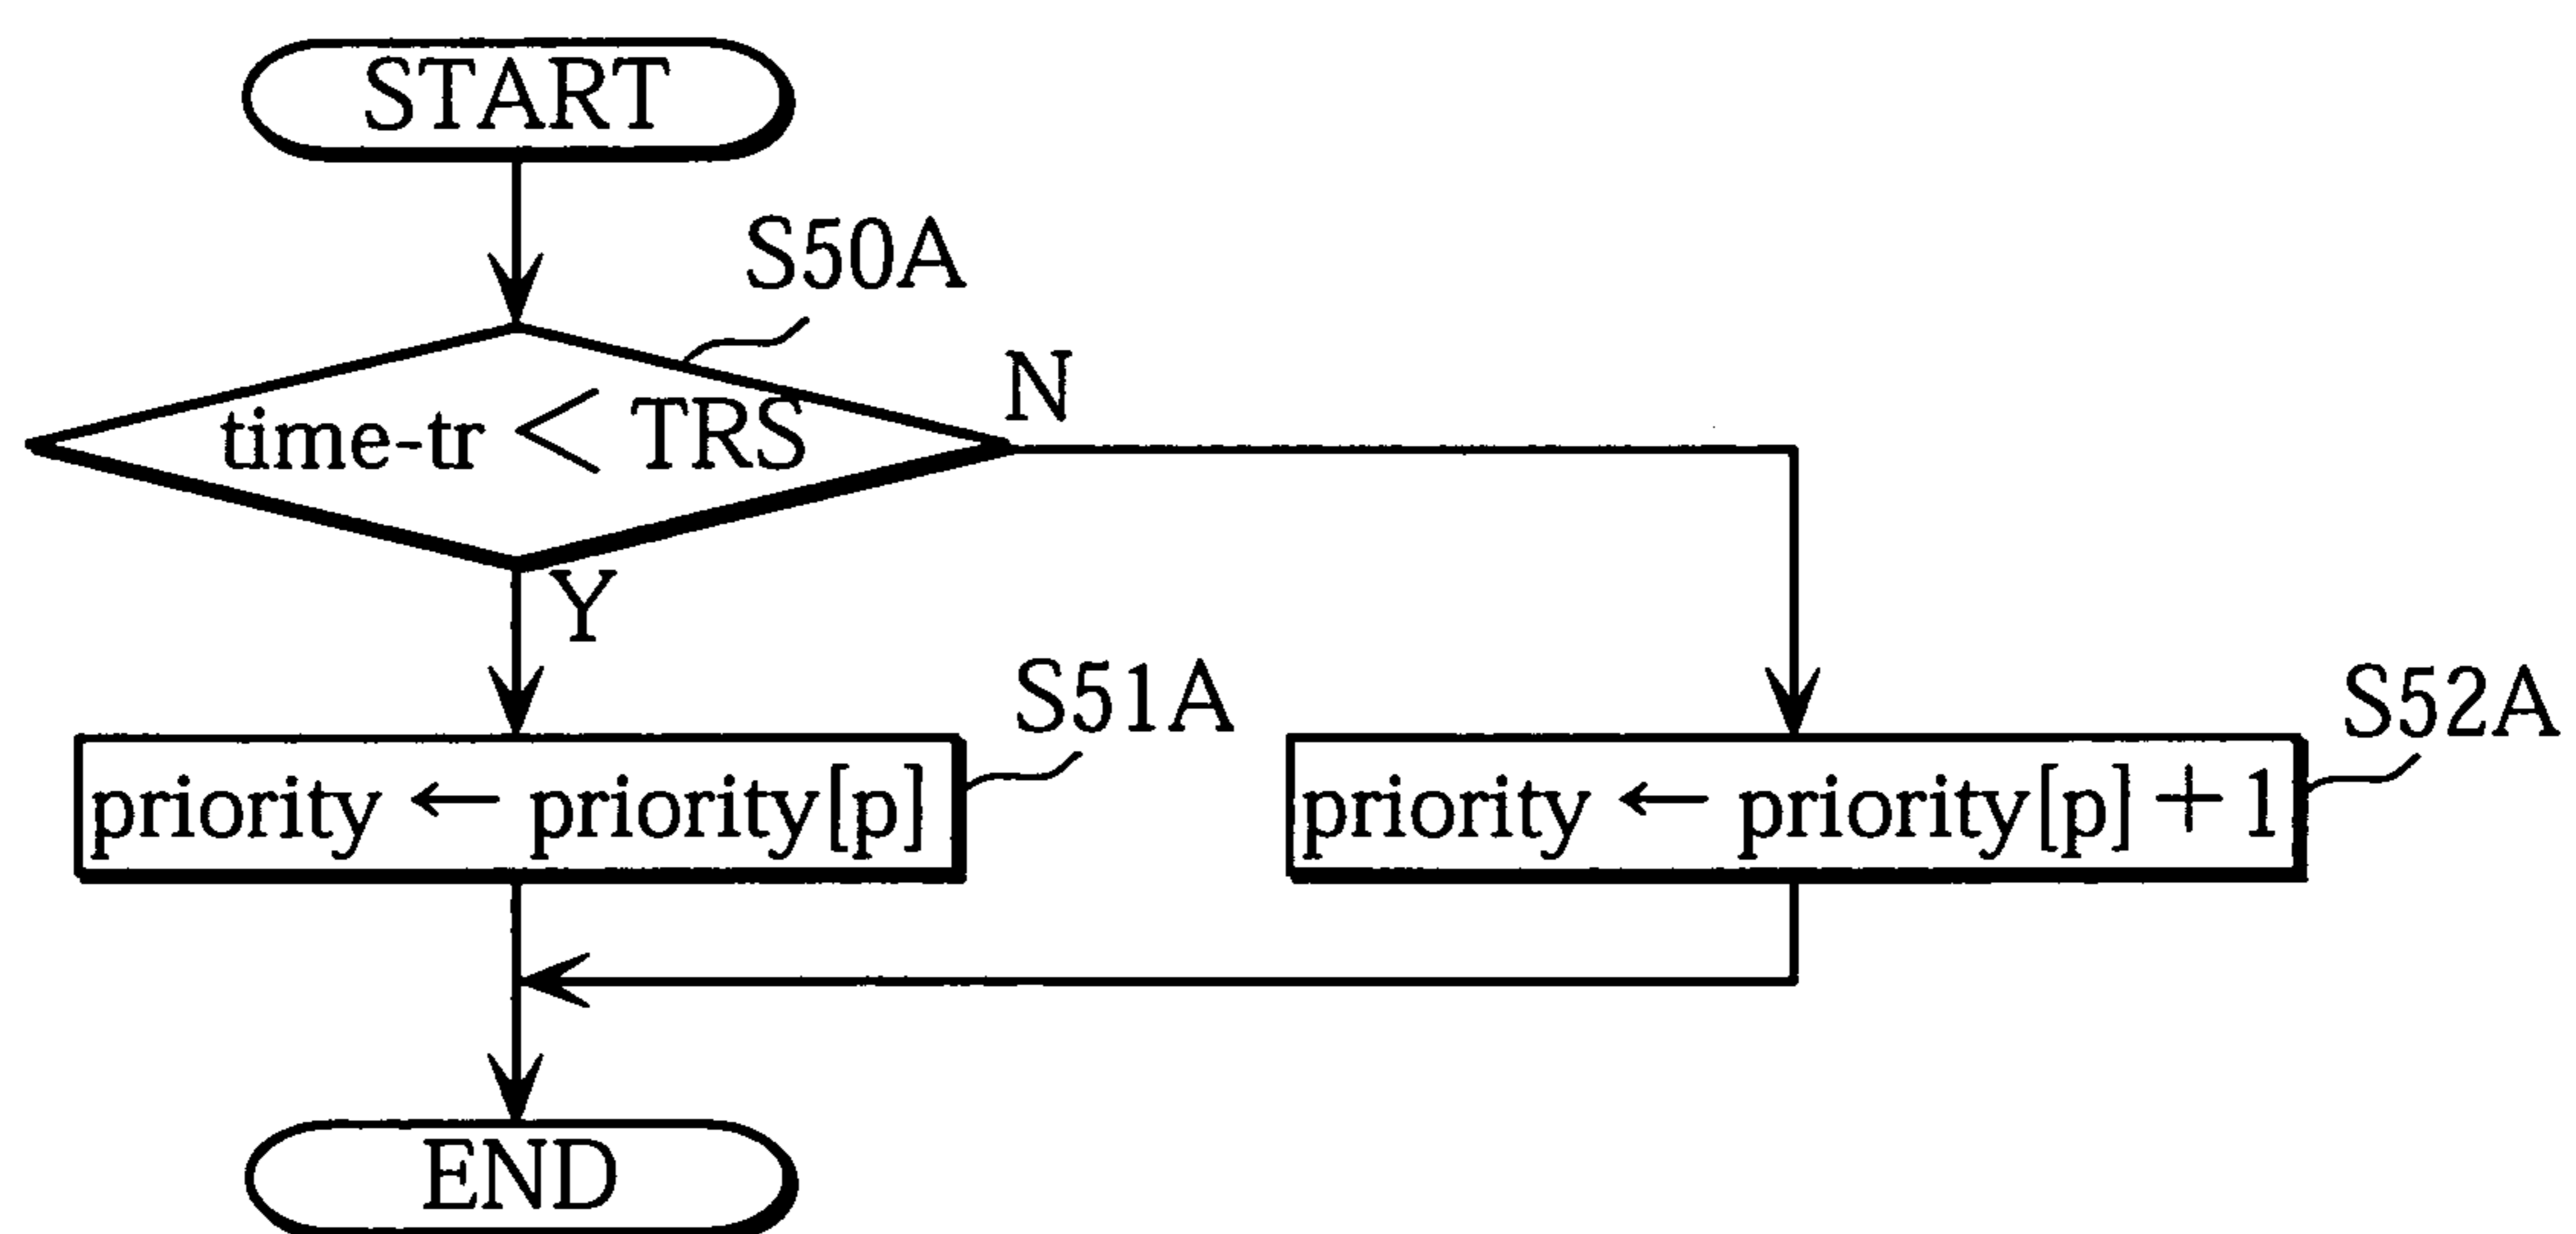 START
S50A
time-tr < TRS
N
Y
S51A
S52A
priority ← priority[p]
priority ← priority[p] + 1
END